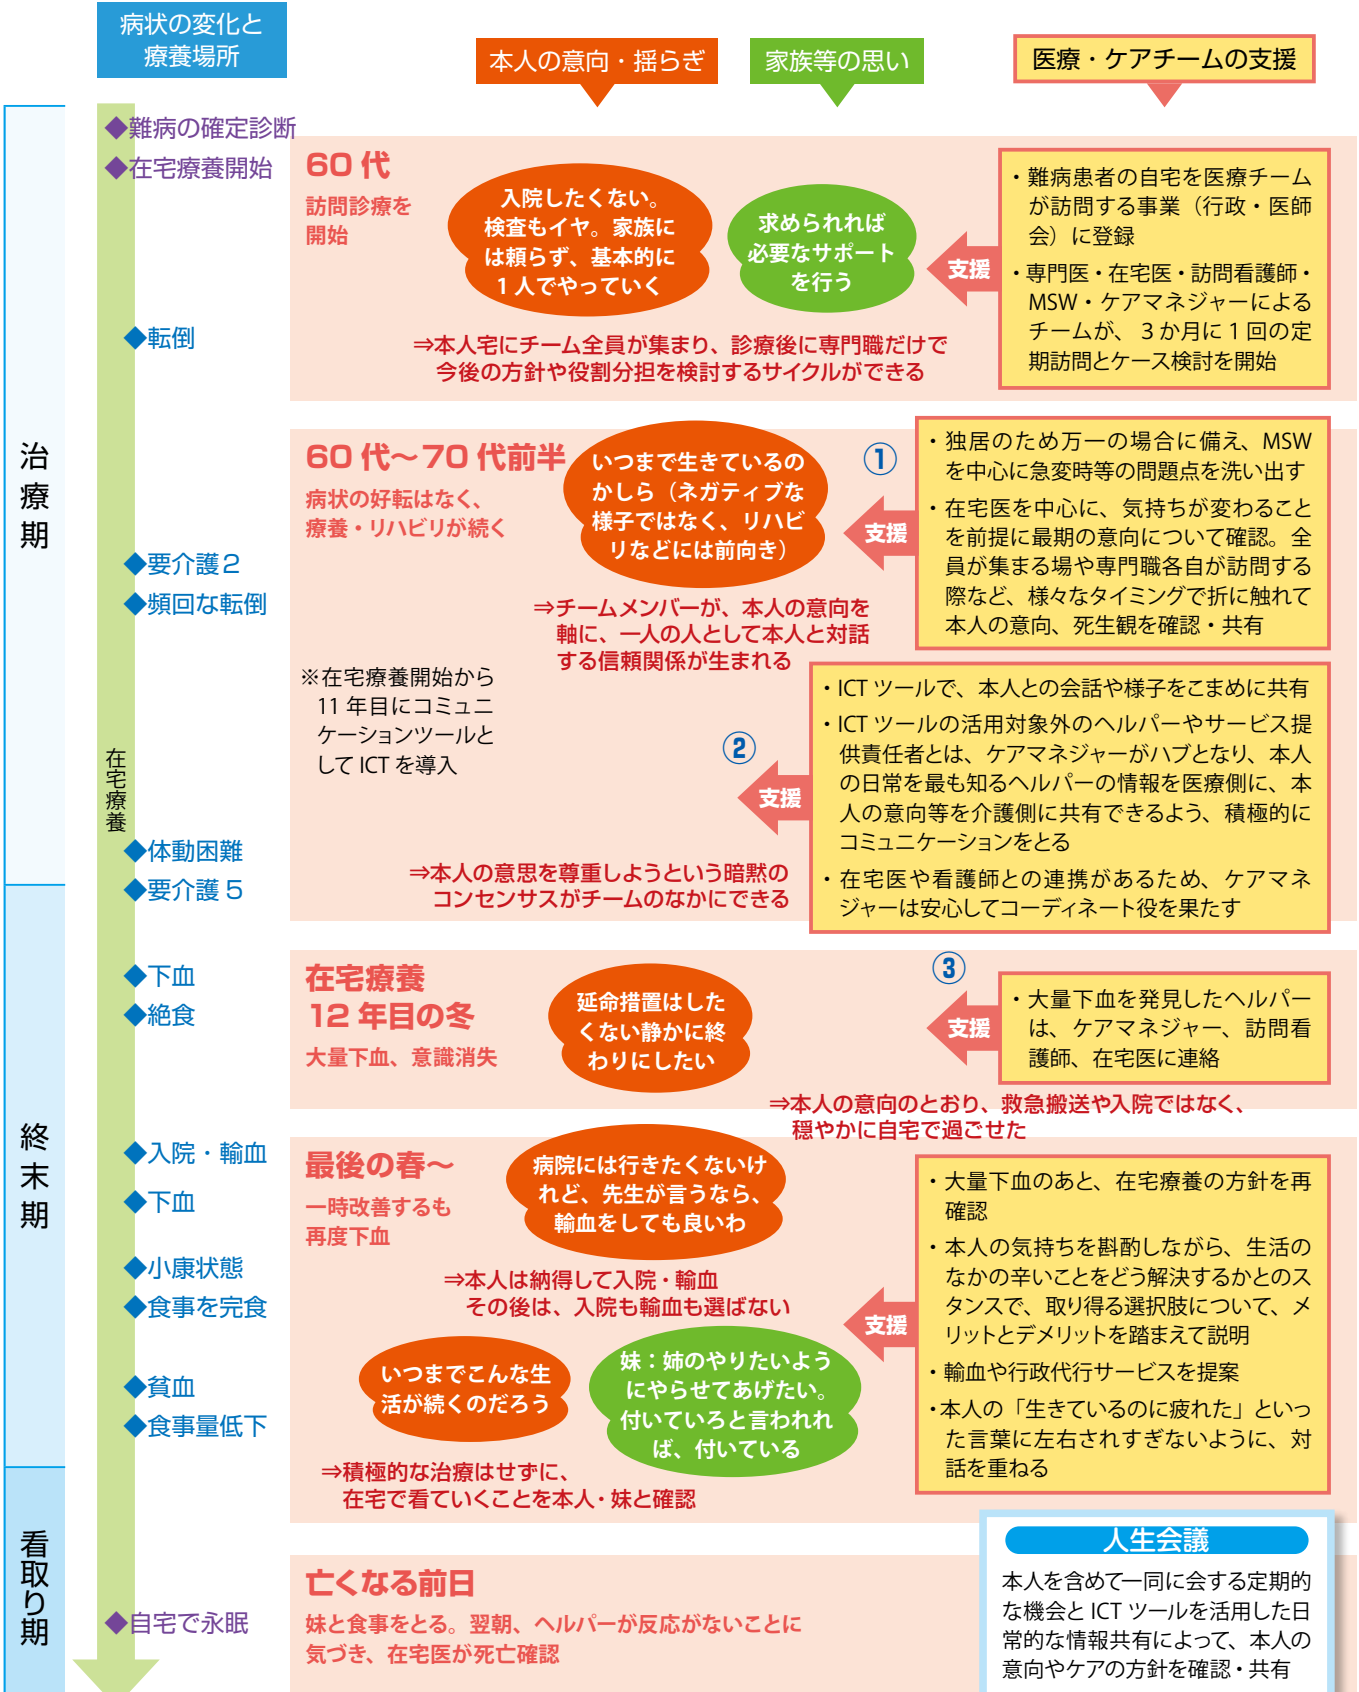 病状の変化と
療養場所
本人の意向・揺らぎ
家族等の思い
医療・ケアチームの支援
治療期
終末期
看取り期
在宅療養
◆難病の確定診断
◆在宅療養開始
◆転倒
◆要介護2
◆頻回な転倒
◆体動困難
◆要介護5
◆下血
◆絶食
◆入院・輸血
◆下血
◆小康状態
◆食事を完食
◆貧血
◆食事量低下
◆自宅で永眠
60代
訪問診療を
開始
入院したくない。
検査もイヤ。家族に
は頼らず、基本的に
1人でやっていく
求められれば
必要なサポート
を行う
支援
・難病患者の自宅を医療チーム
が訪問する事業（行政・医師
会）に登録
・専門医・在宅医・訪問看護師・
MSW・ケアマネジャーによる
チームが、3か月に1回の定
期訪問とケース検討を開始
⇒本人宅にチーム全員が集まり、診療後に専門職だけで
今後の方針や役割分担を検討するサイクルができる
60代～70代前半
病状の好転はなく、
療養・リハビリが続く
いつまで生きているの
かしら（ネガティブな
様子ではなく、リハビ
リなどには前向き）
①
支援
・独居のため万一の場合に備え、MSW
を中心に急変時等の問題点を洗い出す
・在宅医を中心に、気持ちが変わること
を前提に最期の意向について確認。全
員が集まる場や専門職各自が訪問する
際など、様々なタイミングで折に触れて
本人の意向、死生観を確認・共有
⇒チームメンバーが、本人の意向を
軸に、一人の人として本人と対話
する信頼関係が生まれる
※在宅療養開始から
11年目にコミュニ
ケーションツールと
してICTを導入
②
支援
・ICTツールで、本人との会話や様子をこまめに共有
・ICTツールの活用対象外のヘルパーやサービス提
供責任者とは、ケアマネジャーがハブとなり、本人
の日常を最も知るヘルパーの情報を医療側に、本
人の意向等を介護側に共有できるよう、積極的に
コミュニケーションをとる
・在宅医や看護師との連携があるため、ケアマネ
ジャーは安心してコーディネート役を果たす
⇒本人の意思を尊重しようという暗黙の
コンセンサスがチームのなかにできる
在宅療養
12年目の冬
大量下血、意識消失
延命措置はした
くない静かに終
わりにしたい
③
支援
・大量下血を発見したヘルパー
は、ケアマネジャー、訪問看
護師、在宅医に連絡
⇒本人の意向のとおり、救急搬送や入院ではなく、
穏やかに自宅で過ごせた
最後の春～
一時改善するも
再度下血
病院には行きたくないけ
れど、先生が言うなら、
輸血をしても良いわ
⇒本人は納得して入院・輸血
その後は、入院も輸血も選ばない
いつまでこんな生
活が続くのだろう
妹：姉のやりたいよう
にやらせてあげたい。
付いていろと言われれ
ば、付いている
支援
・大量下血のあと、在宅療養の方針を再
確認
・本人の気持ちを斟酌しながら、生活の
なかの辛いことをどう解決するかとのス
タンスで、取り得る選択肢について、メ
リットとデメリットを踏まえて説明
・輸血や行政代行サービスを提案
・本人の「生きているのに疲れた」といっ
た言葉に左右されすぎないように、対
話を重ねる
⇒積極的な治療はせずに、
在宅で看ていくことを本人・妹と確認
亡くなる前日
妹と食事をとる。翌朝、ヘルパーが反応がないことに
気づき、在宅医が死亡確認
人生会議
本人を含めて一同に会する定期的
な機会とICTツールを活用した日
常的な情報共有によって、本人の
意向やケアの方針を確認・共有